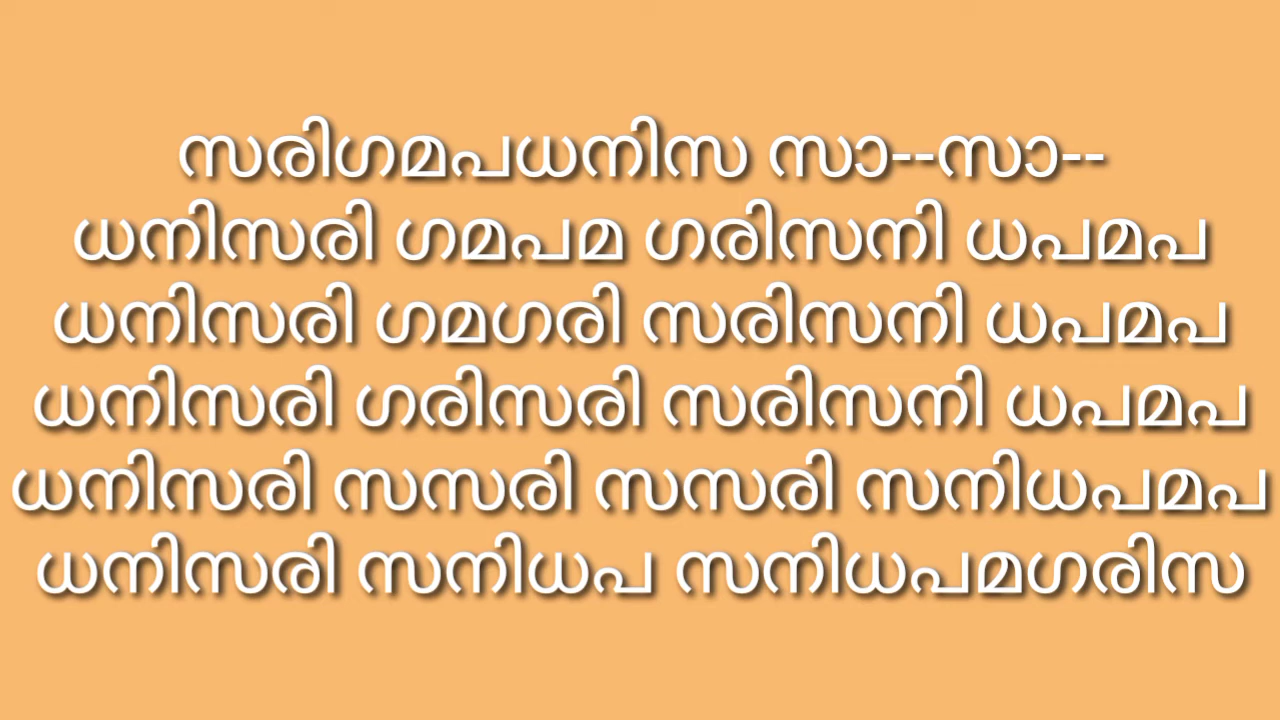 സരിഗമപധനിസ സാ--സാ--
ധനിസരി ഗമപമ ഗരിസനി ധപമപ
ധനിസരി ഗമഗരി സരിസനി ധപമപ
ധനിസരി ഗരിസരി സരിസനി ധപമപ
ധനിസരി സസരി സസരി സനിധപമപ
ധനിസരി സനിധപ സനിധപമഗരിസ